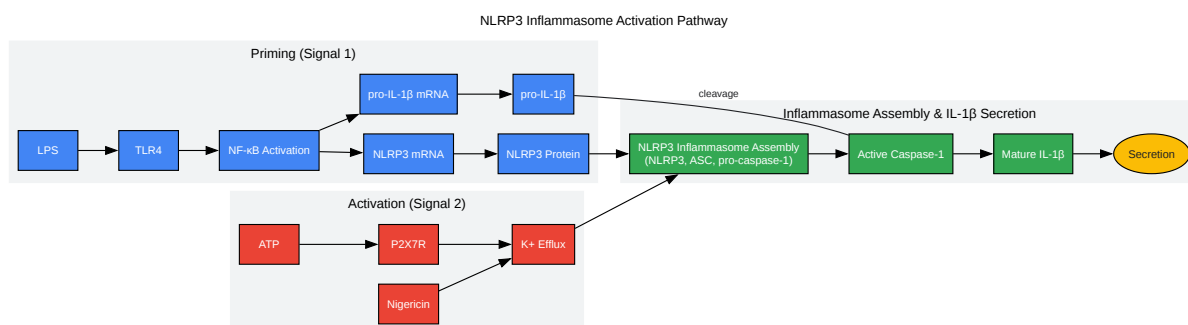 NLRP3 Inflammasome Activation Pathway
Priming (Signal 1)
LPS
TLR4
NF-κB Activation
pro-IL-1β mRNA
pro-IL-1β
NLRP3 mRNA
NLRP3 Protein
cleavage
Inflammasome Assembly & IL-1β Secretion
NLRP3 Inflammasome Assembly
(NLRP3, ASC, pro-caspase-1)
Active Caspase-1
Mature IL-1β
Secretion
Activation (Signal 2)
ATP
P2X7R
K+ Efflux
Nigericin